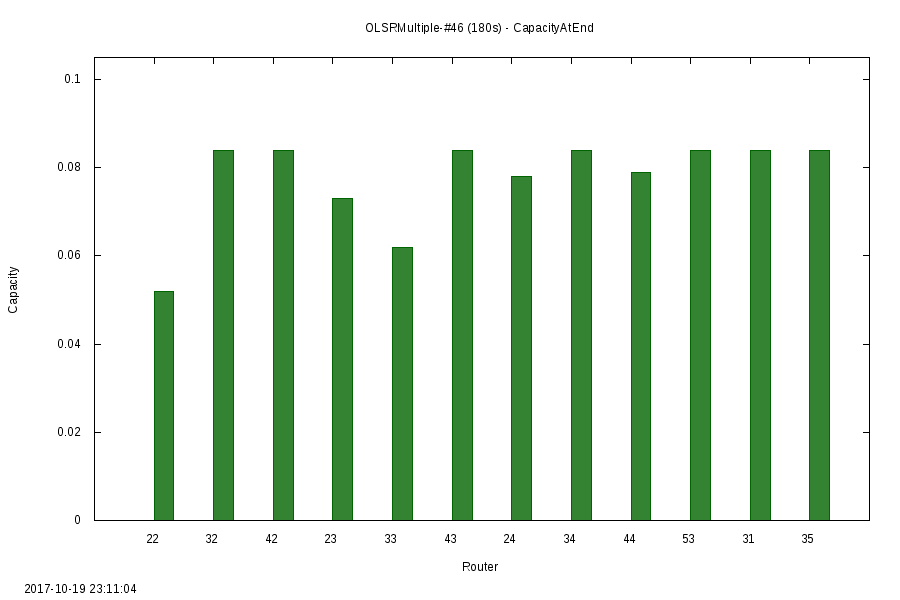 OLSRMultiple-#46 (180s) - CapacityAtEnd
0.1
0.08
0.06
0.04
0.02
0
Capacity
22 32 42 23 33 43 24 34 44 53 31 35
Router
2017-10-19 23:11:04